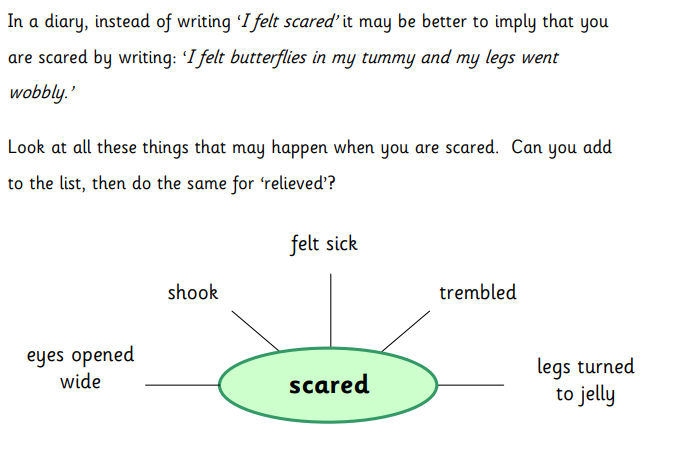 In a diary, instead of writing ‘I felt scared’ it may be better to imply that you
are scared by writing: ‘I felt butterflies in my tummy and my legs went
wobbly.’
Look at all these things that may happen when you are scared.  Can you add
to the list, then do the same for ‘relieved’?
felt sick
shook
trembled
eyes opened
wide
scared
legs turned
to jelly